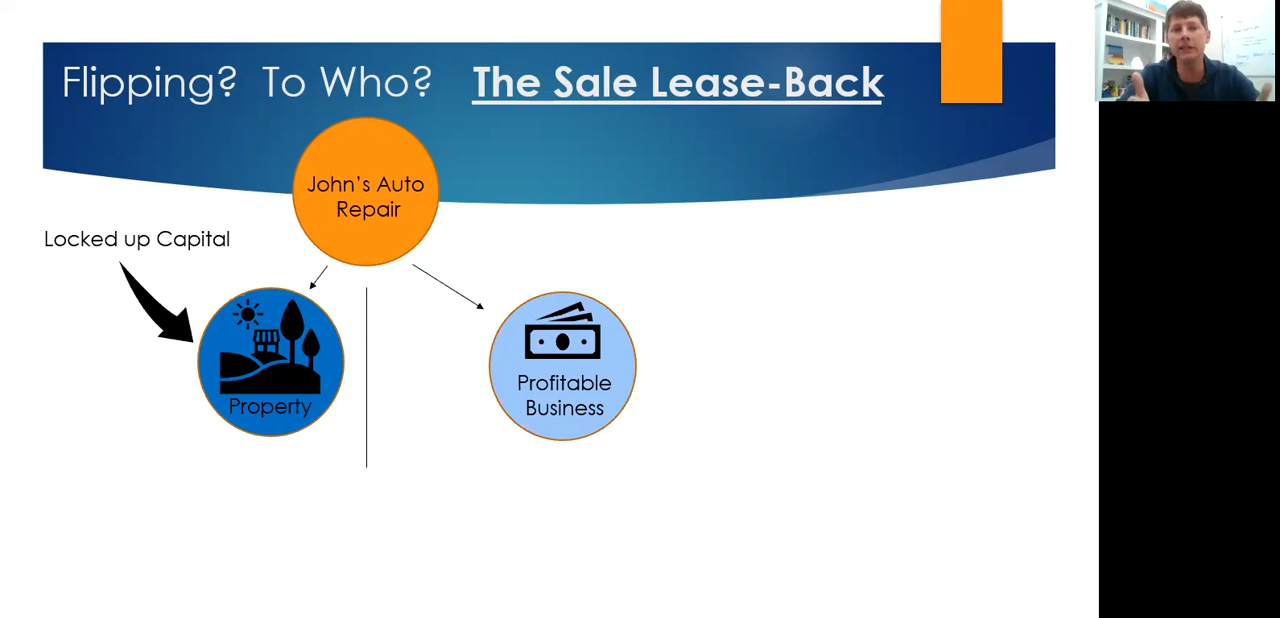 Flipping? To Who? The Sale Lease-Back
John's Auto
Repair
Locked up Capital
Property
Profitable
Business